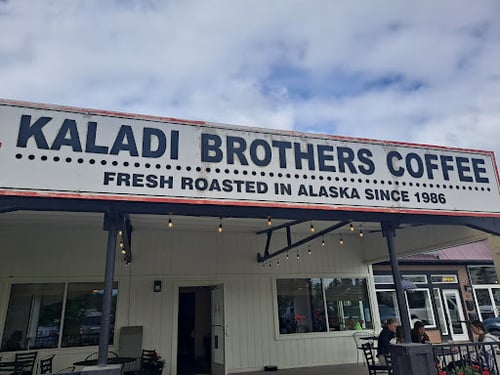 KALADI BROTHERS COFFEE
FRESH ROASTED IN ALASKA SINCE 1986